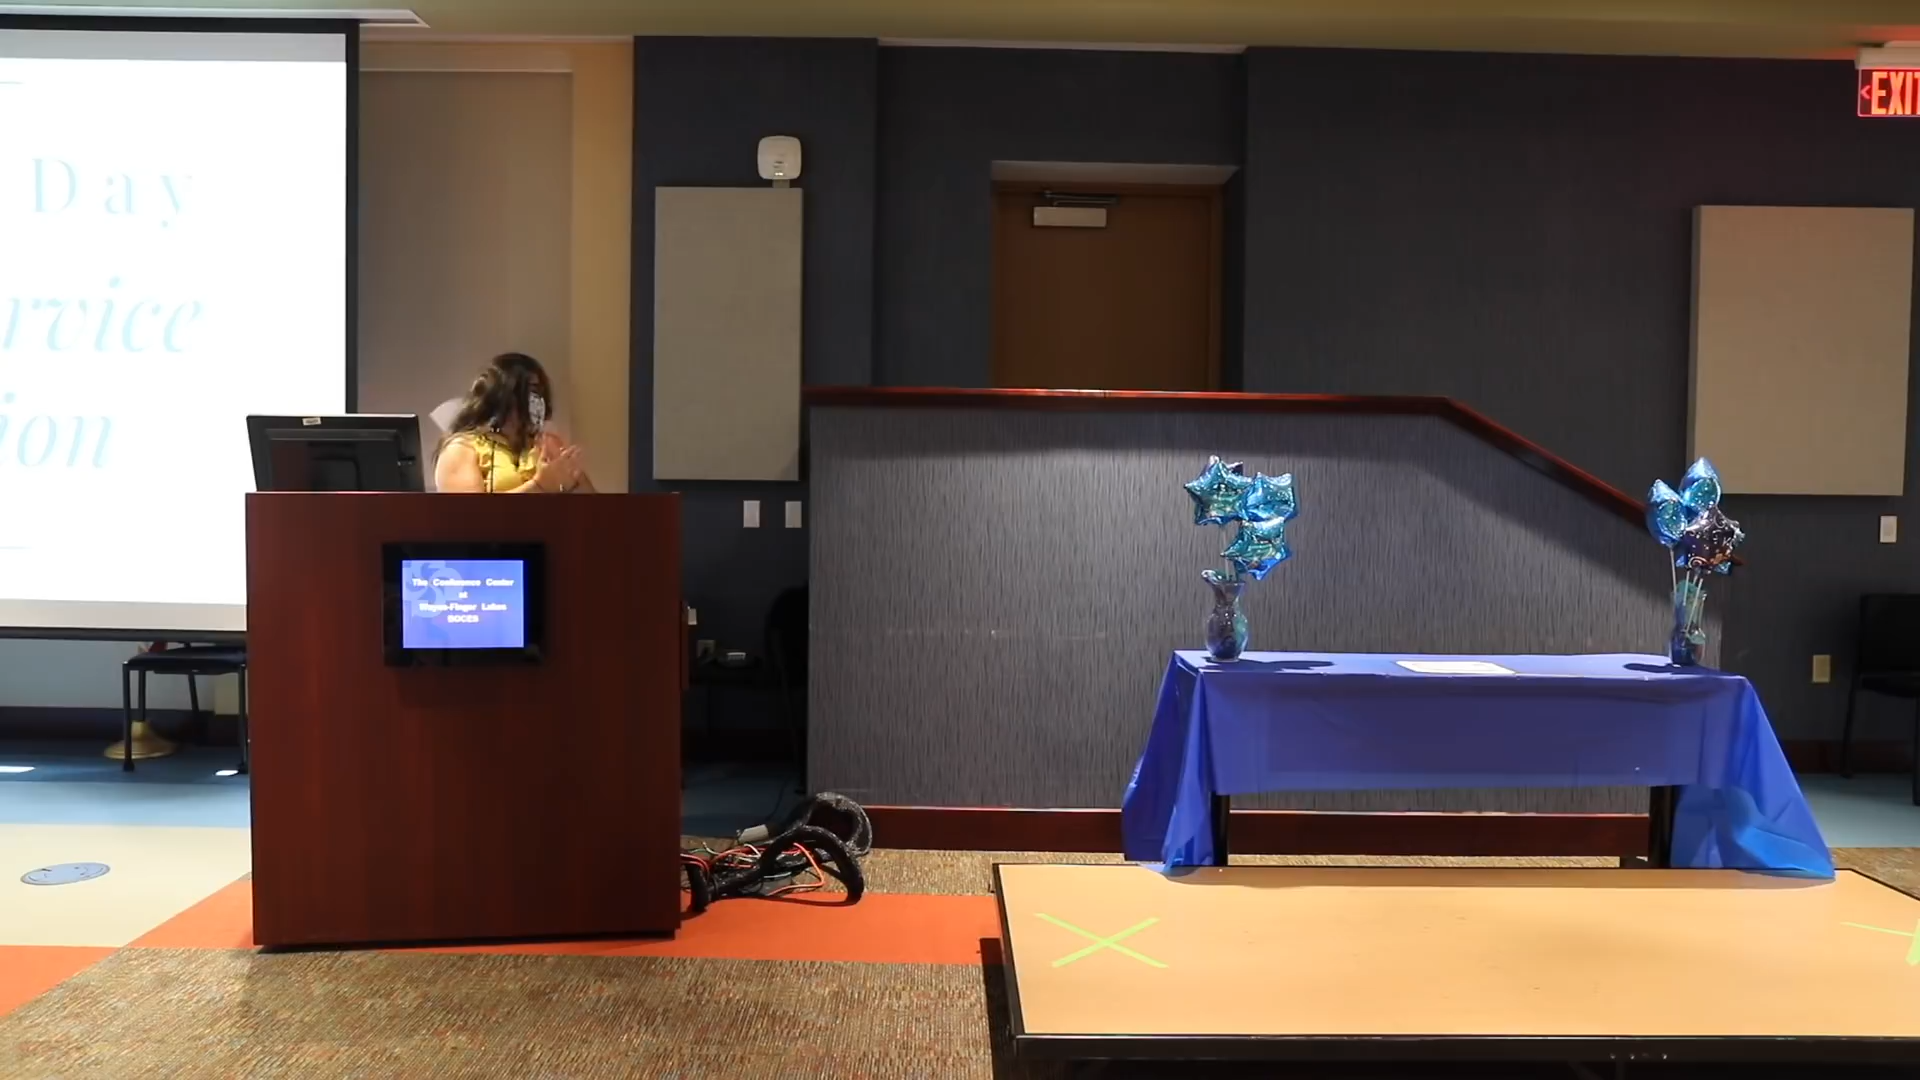 Day
rvice
ion
The Conference Center
at
Wayne-Finger Lakes
BOCES
EXIT